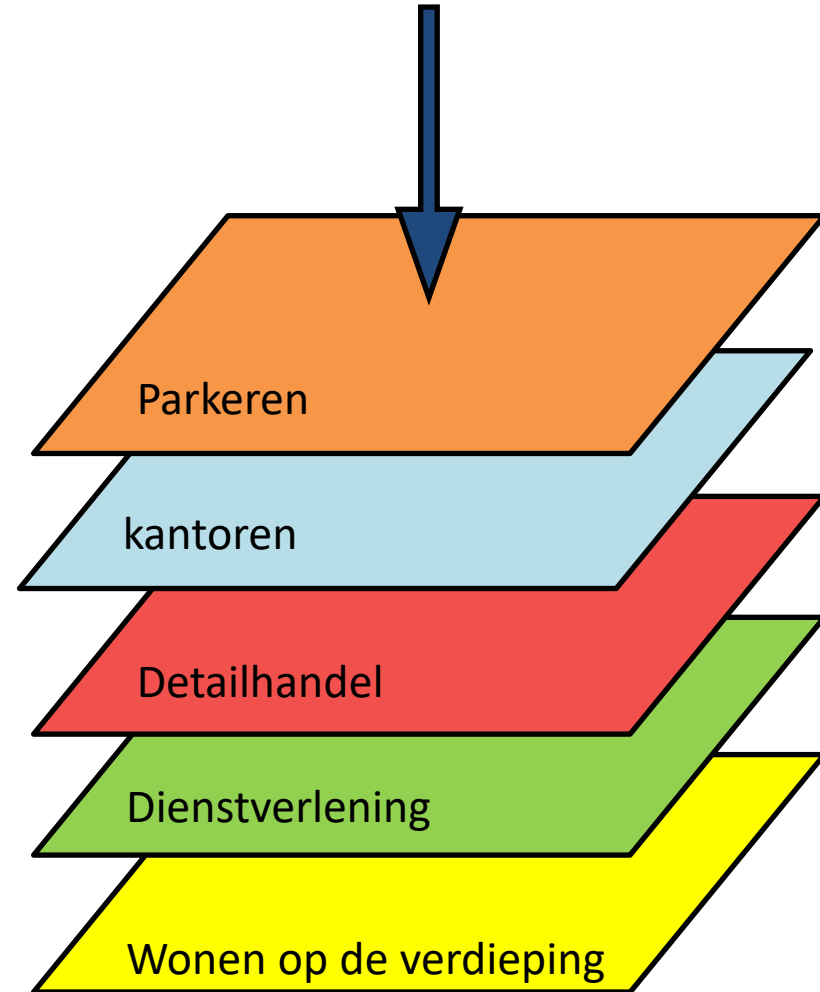 Parkeren
kantoren
Detailhandel
Dienstverlening
Wonen op de verdieping